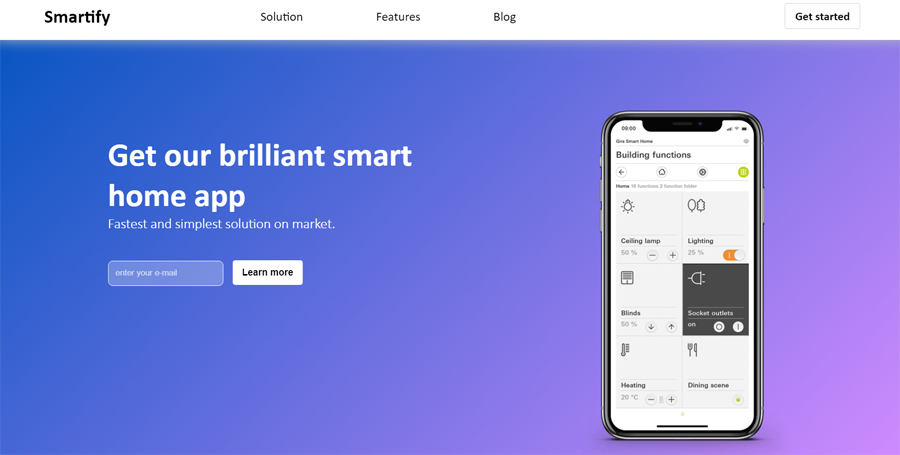 Smartify
Solution
Features
Blog
Get started
Get our brilliant smart
home app
Fastest and simplest solution on market.
enter your e-mail
Learn more
09:00
Gira Smart Home
Building functions
Home 16 functions 2 function folder
Ceiling lamp
50 %
Lighting
25 %
Blinds
50 %
Socket outlets
on
Heating
20 °C
Dining scene